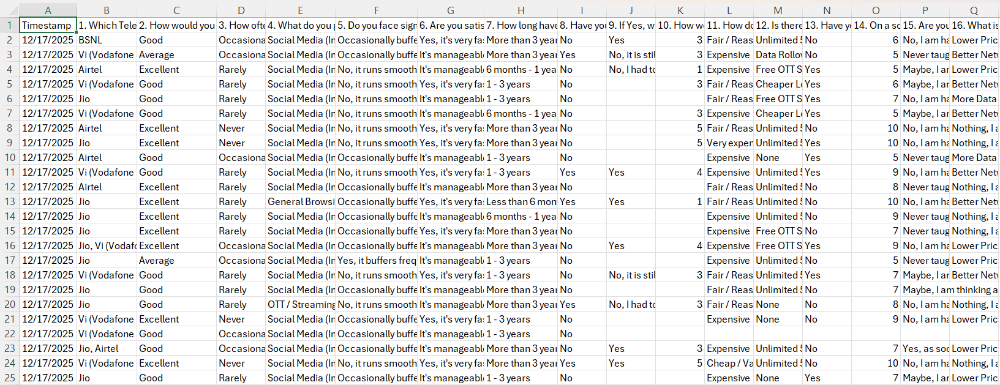 A B C D E F G H I J K L M N O P Q
1 Timestamp 1. Which Tele 2. How would you 3. How ofte 4. What do you 5. Do you face sign 6. Are you satis 7. How long have 8. Have you 9. If Yes, w 10. How w 11. How do 12. Is there 13. Have y 14. On a sc 15. Are you 16. What is
2 12/17/2025 BSNL Good Occasiona Social Media (In Occasionally buffe Yes, it's very fa More than 3 year No Yes 3 Fair / Reas Unlimited 5 No 6 No, I am ha Lower Pric
3 12/17/2025 Vi (Vodafone Average Occasiona Social Media (In Occasionally buffe It's manageabl More than 3 year Yes No, it is stil 3 Expensive Data Rollov No 5 Never taug Better Netw
4 12/17/2025 Airtel Excellent Rarely Social Media (In No, it runs smooth It's manageabl 6 months - 1 yea No No, I had to 1 Expensive Free OTT S Yes 5 Maybe, I ar Lower Pric
5 12/17/2025 Vi (Vodafone Good Rarely Social Media (In No, it runs smooth Yes, it's very fa 1 - 3 years No 3 Fair / Reas Cheaper Lo Yes 6 Maybe, I ar Better Netw
6 12/17/2025 Jio Good Rarely Social Media (In No, it runs smooth It's manageabl 1 - 3 years No Fair / Reas Free OTT S Yes 7 No, I am ha More Data
7 12/17/2025 Vi (Vodafone Good Rarely Social Media (In No, it runs smooth It's manageabl 6 months - 1 yea No 3 Expensive Cheaper Lo Yes 5 Maybe, I ar Better Netw
8 12/17/2025 Airtel Excellent Never Social Media (In No, it runs smooth Yes, it's very fa More than 3 year No 5 Fair / Reas Unlimited 5 No 10 No, I am ha Nothing, I a
9 12/17/2025 Jio Excellent Never Social Media (In No, it runs smooth Yes, it's very fa More than 3 year No 5 Very expen Unlimited 5 Yes 10 No, I am ha Nothing, I a
10 12/17/2025 Airtel Good Occasiona Social Media (In Occasionally buffe It's manageabl 1 - 3 years No Expensive None Yes 5 Never taug More Data
11 12/17/2025 Vi (Vodafone Good Rarely Social Media (In No, it runs smooth Yes, it's very fa 1 - 3 years Yes Yes 4 Expensive Unlimited 5 Yes 9 No, I am ha Better Netw
12 12/17/2025 Airtel Excellent Rarely Social Media (In Occasionally buffe It's manageabl More than 3 year No Fair / Reas Unlimited 5 No 8 Never taug Nothing, I a
13 12/17/2025 Jio Excellent Rarely General Browsi Occasionally buffe Yes, it's very fa Less than 6 mon Yes Yes 1 Fair / Reas Unlimited 5 No 10 No, I am ha Better Netw
14 12/17/2025 Jio Excellent Rarely Social Media (In Occasionally buffe It's manageabl 6 months - 1 yea No Expensive Unlimited 5 No 9 Never taug Nothing, I a
15 12/17/2025 Jio Excellent Rarely Social Media (In Occasionally buffe Yes, it's very fa More than 3 year No Expensive Free OTT S No 7 Never taug Nothing, I a
16 12/17/2025 Jio, Vi (Vodafo Excellent Occasiona Social Media (In Occasionally buffe It's manageabl More than 3 year No Yes 4 Expensive Free OTT S Yes 9 No, I am ha Lower Pric
17 12/17/2025 Jio Average Occasiona Social Media (In Yes, it buffers freq It's manageabl 1 - 3 years No Expensive Unlimited 5 No 5 Never taug Lower Pric
18 12/17/2025 Vi (Vodafone Good Rarely Social Media (In No, it runs smooth Yes, it's very fa 1 - 3 years No No, it is stil 3 Fair / Reas Unlimited 5 Yes 7 Maybe, I ar Better Netw
19 12/17/2025 Jio Good Rarely Social Media (In Occasionally buffe It's manageabl More than 3 year No Fair / Reas Unlimited 5 No 7 Maybe, I am thinking a
20 12/17/2025 Jio Good Rarely OTT / Streaming No, it runs smooth It's manageabl More than 3 year Yes No, I had to 3 Fair / Reas None No 8 No, I am ha Nothing, I a
21 12/17/2025 Vi (Vodafone Excellent Never Social Media (In Occasionally buffe Yes, it's very fa 1 - 3 years No Expensive None No 9 No, I am ha Lower Pric
22 12/17/2025 Vi (Vodafone Good Occasiona Social Media (In Occasionally buffe It's manageabl 1 - 3 years No
23 12/17/2025 Jio, Airtel Good Occasiona Social Media (In Occasionally buffe It's manageabl More than 3 year No Yes 3 Expensive Unlimited 5 No 7 Yes, as soo Lower Pric
24 12/17/2025 Vi (Vodafone Excellent Never Social Media (In No, it runs smooth Yes, it's very fa More than 3 year Yes Yes 5 Cheap / Va Unlimited 5 No 10 No, I am ha Nothing, I a
25 12/17/2025 Jio Good Rarely Social Media (In Occasionally buffe It's manageabl 1 - 3 years No Expensive None Yes 7 Maybe, I ar Lower Pric